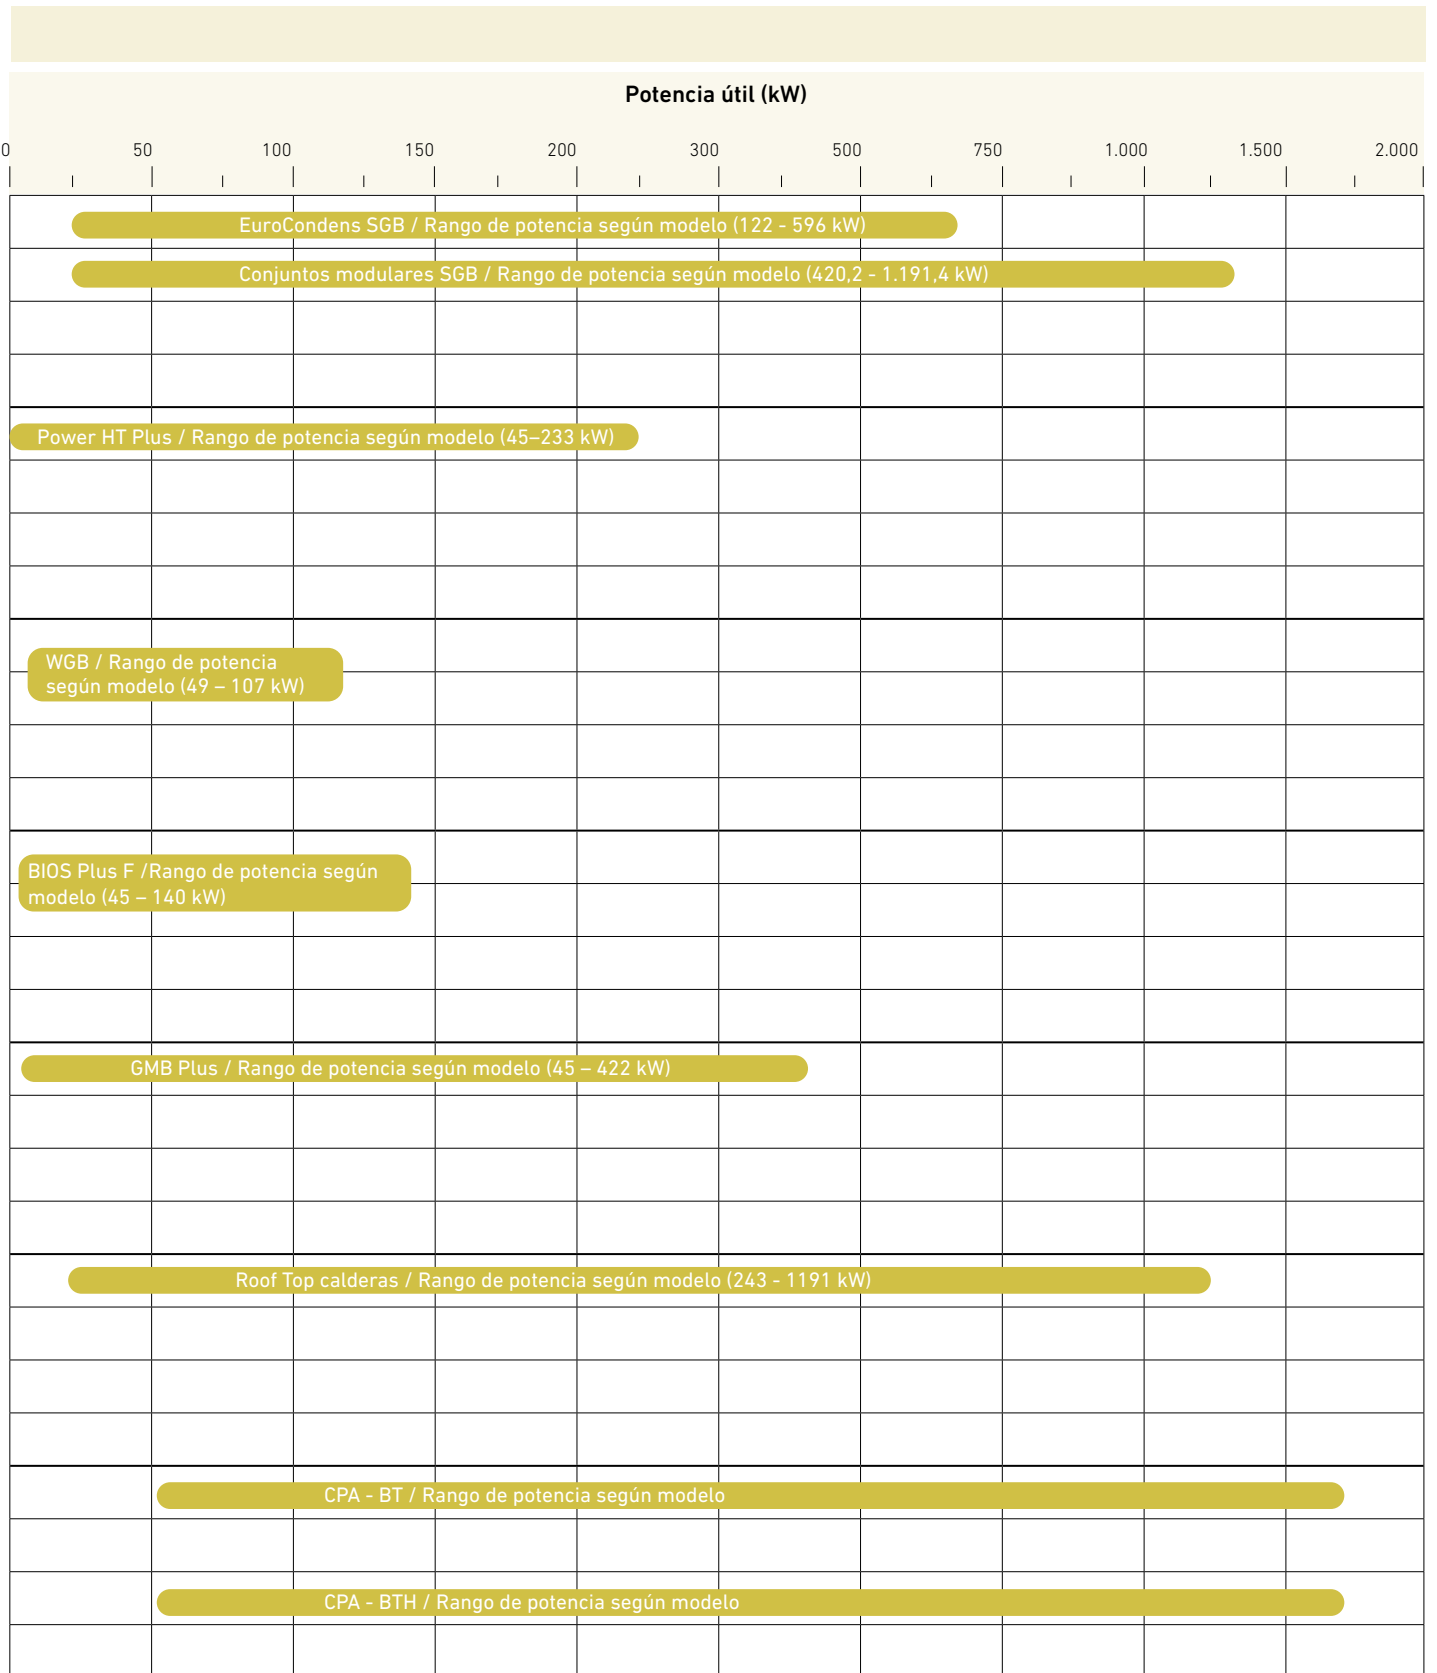 Potencia útil (kW)
0 50 100 150 200 300 500 750 1.000 1.500 2.000
EuroCondens SGB / Rango de potencia según modelo (122 - 596 kW)
Conjuntos modulares SGB / Rango de potencia según modelo (420,2 - 1.191,4 kW)
Power HT Plus / Rango de potencia según modelo (45–233 kW)
WGB / Rango de potencia
según modelo (49 – 107 kW)
BIOS Plus F /Rango de potencia según
modelo (45 – 140 kW)
GMB Plus / Rango de potencia según modelo (45 – 422 kW)
Roof Top calderas / Rango de potencia según modelo (243 - 1191 kW)
CPA - BT / Rango de potencia según modelo
CPA - BTH / Rango de potencia según modelo